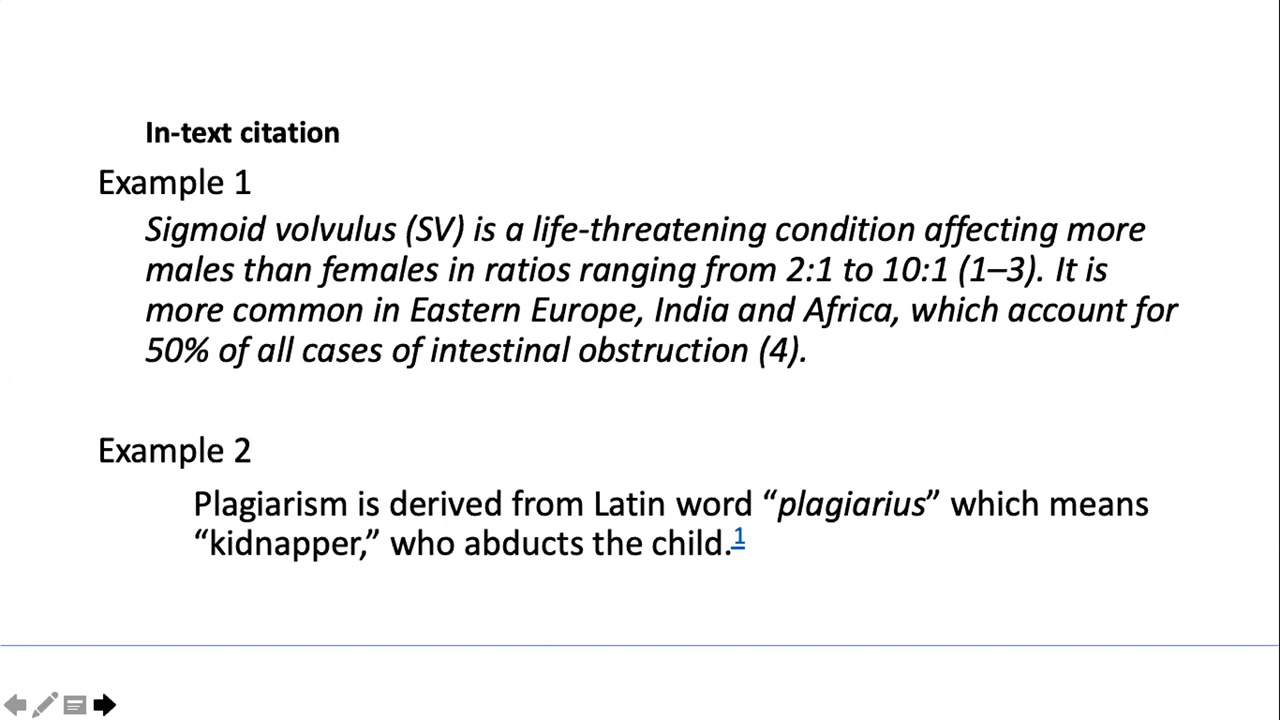 In-text citation
Example 1
Sigmoid volvulus (SV) is a life-threatening condition affecting more
males than females in ratios ranging from 2:1 to 10:1 (1–3). It is
more common in Eastern Europe, India and Africa, which account for
50% of all cases of intestinal obstruction (4).
Example 2
Plagiarism is derived from Latin word “plagiarius” which means
“kidnapper,” who abducts the child.1